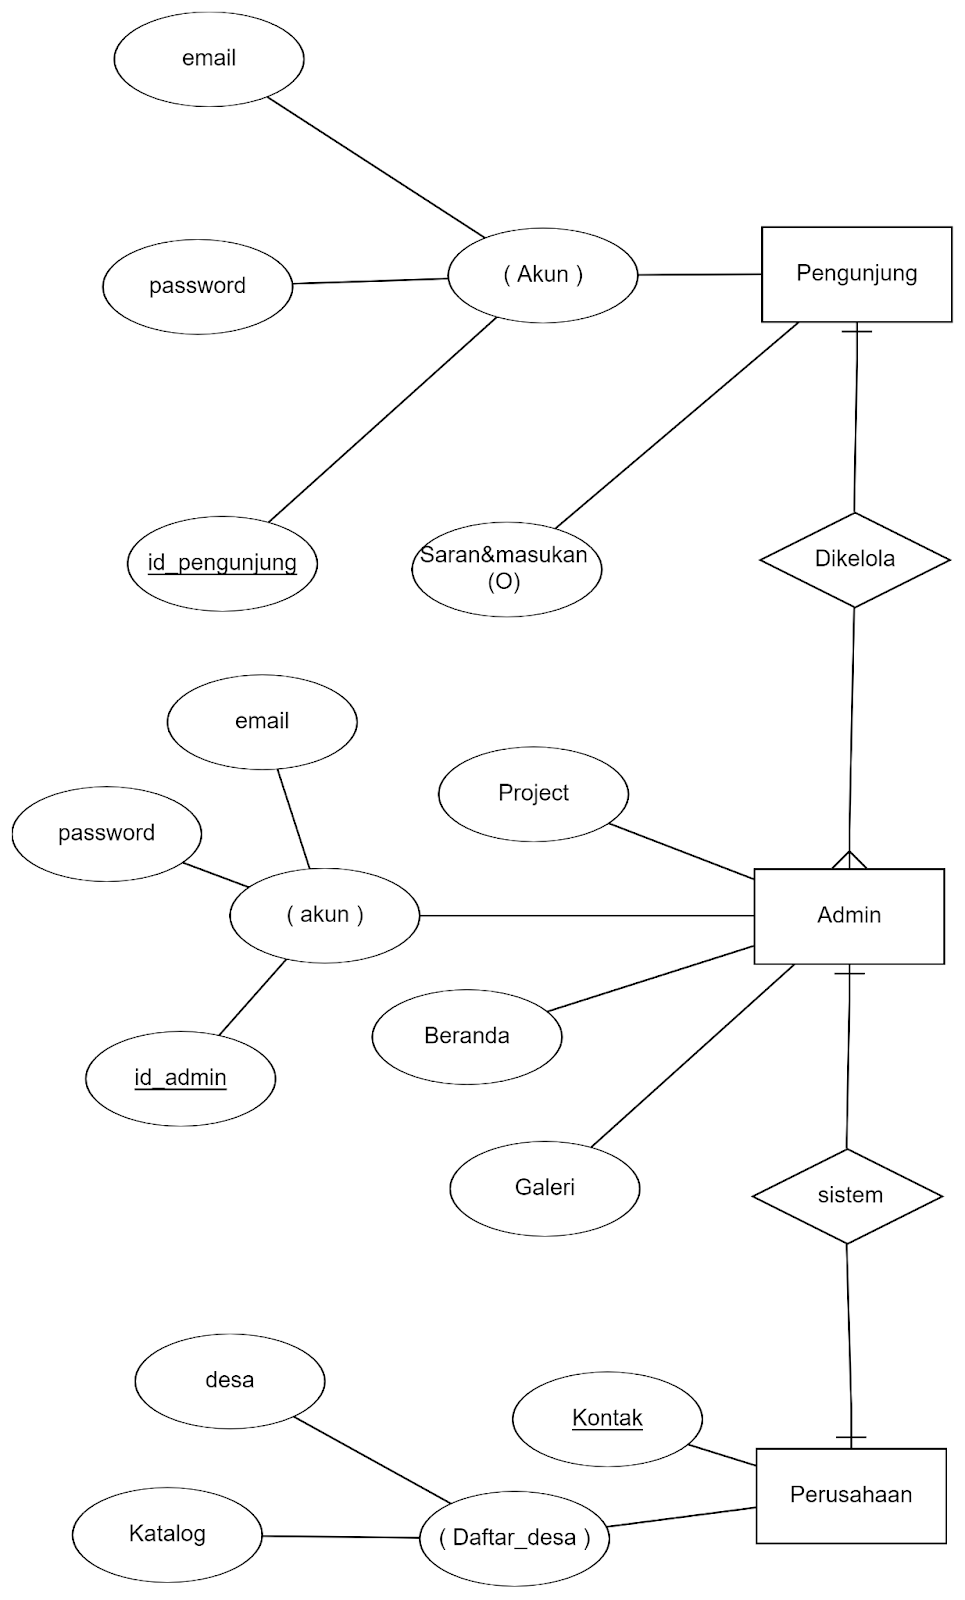 email
( Akun )
Pengunjung
password
id_pengunjung
Saran&masukan
(O)
Dikelola
email
Project
password
( akun )
Admin
Beranda
id_admin
Galeri
sistem
desa
Kontak
Perusahaan
Katalog
( Daftar_desa )